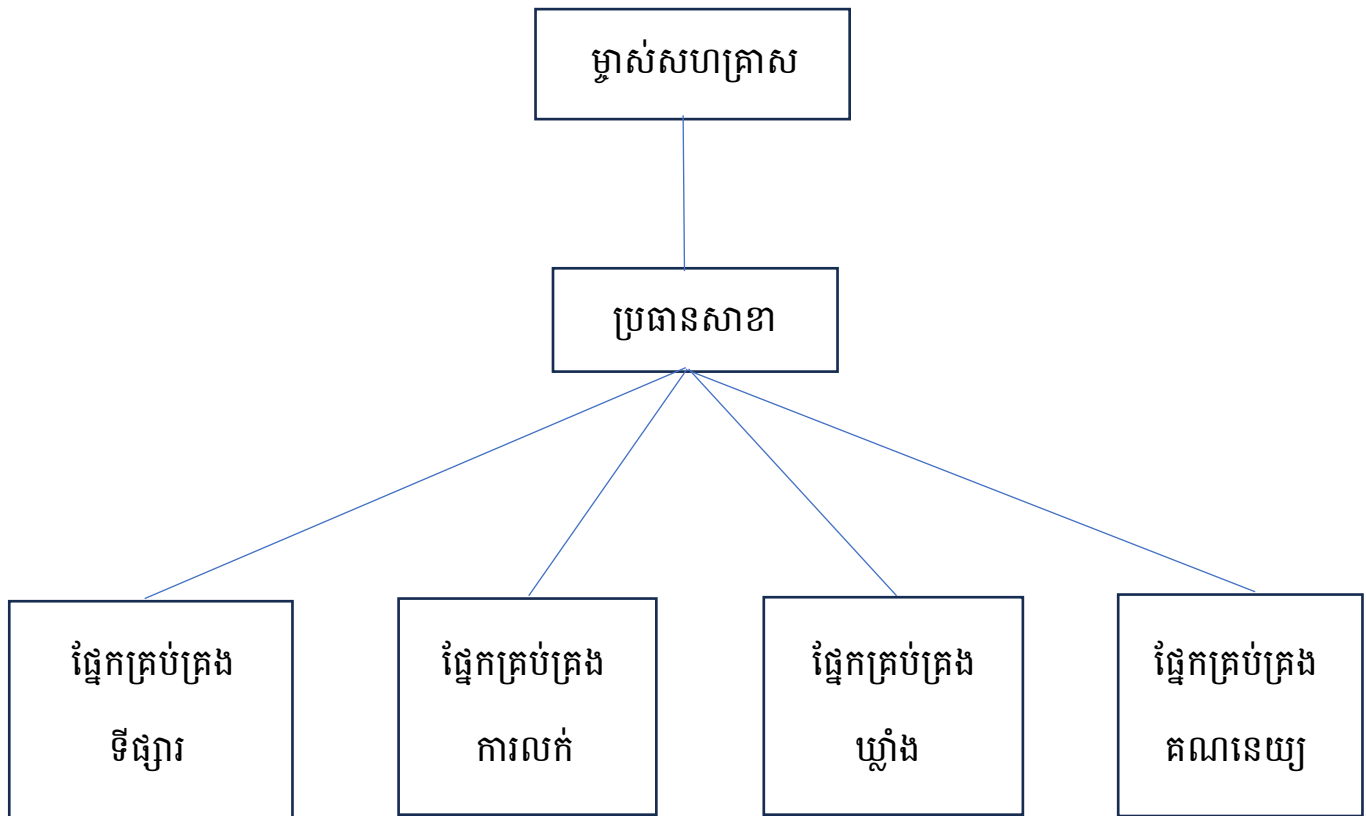 ម្ចាស់សហគ្រាស
ប្រធានសាខា
ផ្នែកគ្រប់គ្រង
ទីផ្សារ
ផ្នែកគ្រប់គ្រង
ការលក់
ផ្នែកគ្រប់គ្រង
ឃ្លាំង
ផ្នែកគ្រប់គ្រង
គណនេយ្យ